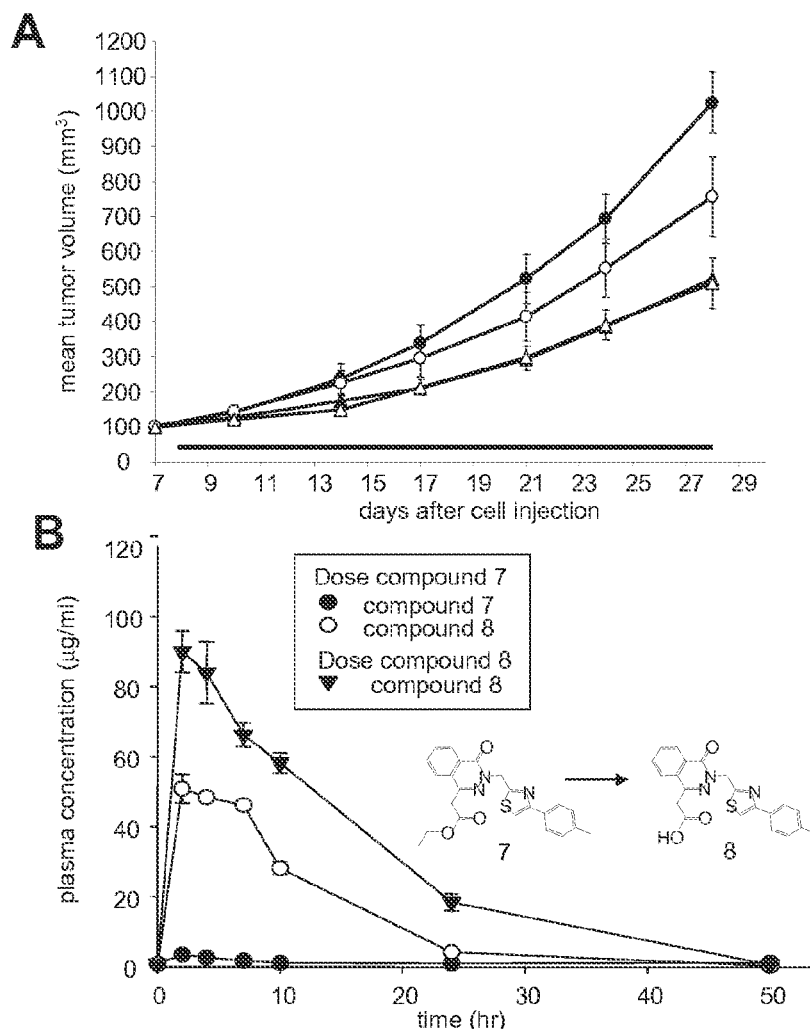 A
1200
1100
1000
900
800
700
600
500
400
300
200
100
0
mean tumor volume (mm³)
7 9 11 13 15 17 19 21 23 25 27 29
days after cell injection
B
120
100
80
60
40
20
0
plasma concentration (µg/ml)
Dose compound 7
compound 7
compound 8
Dose compound 8
compound 8
O
N
N
N
S
O
O
7
O
N
N
N
S
HO
O
8
0 10 20 30 40 50
time (hr)